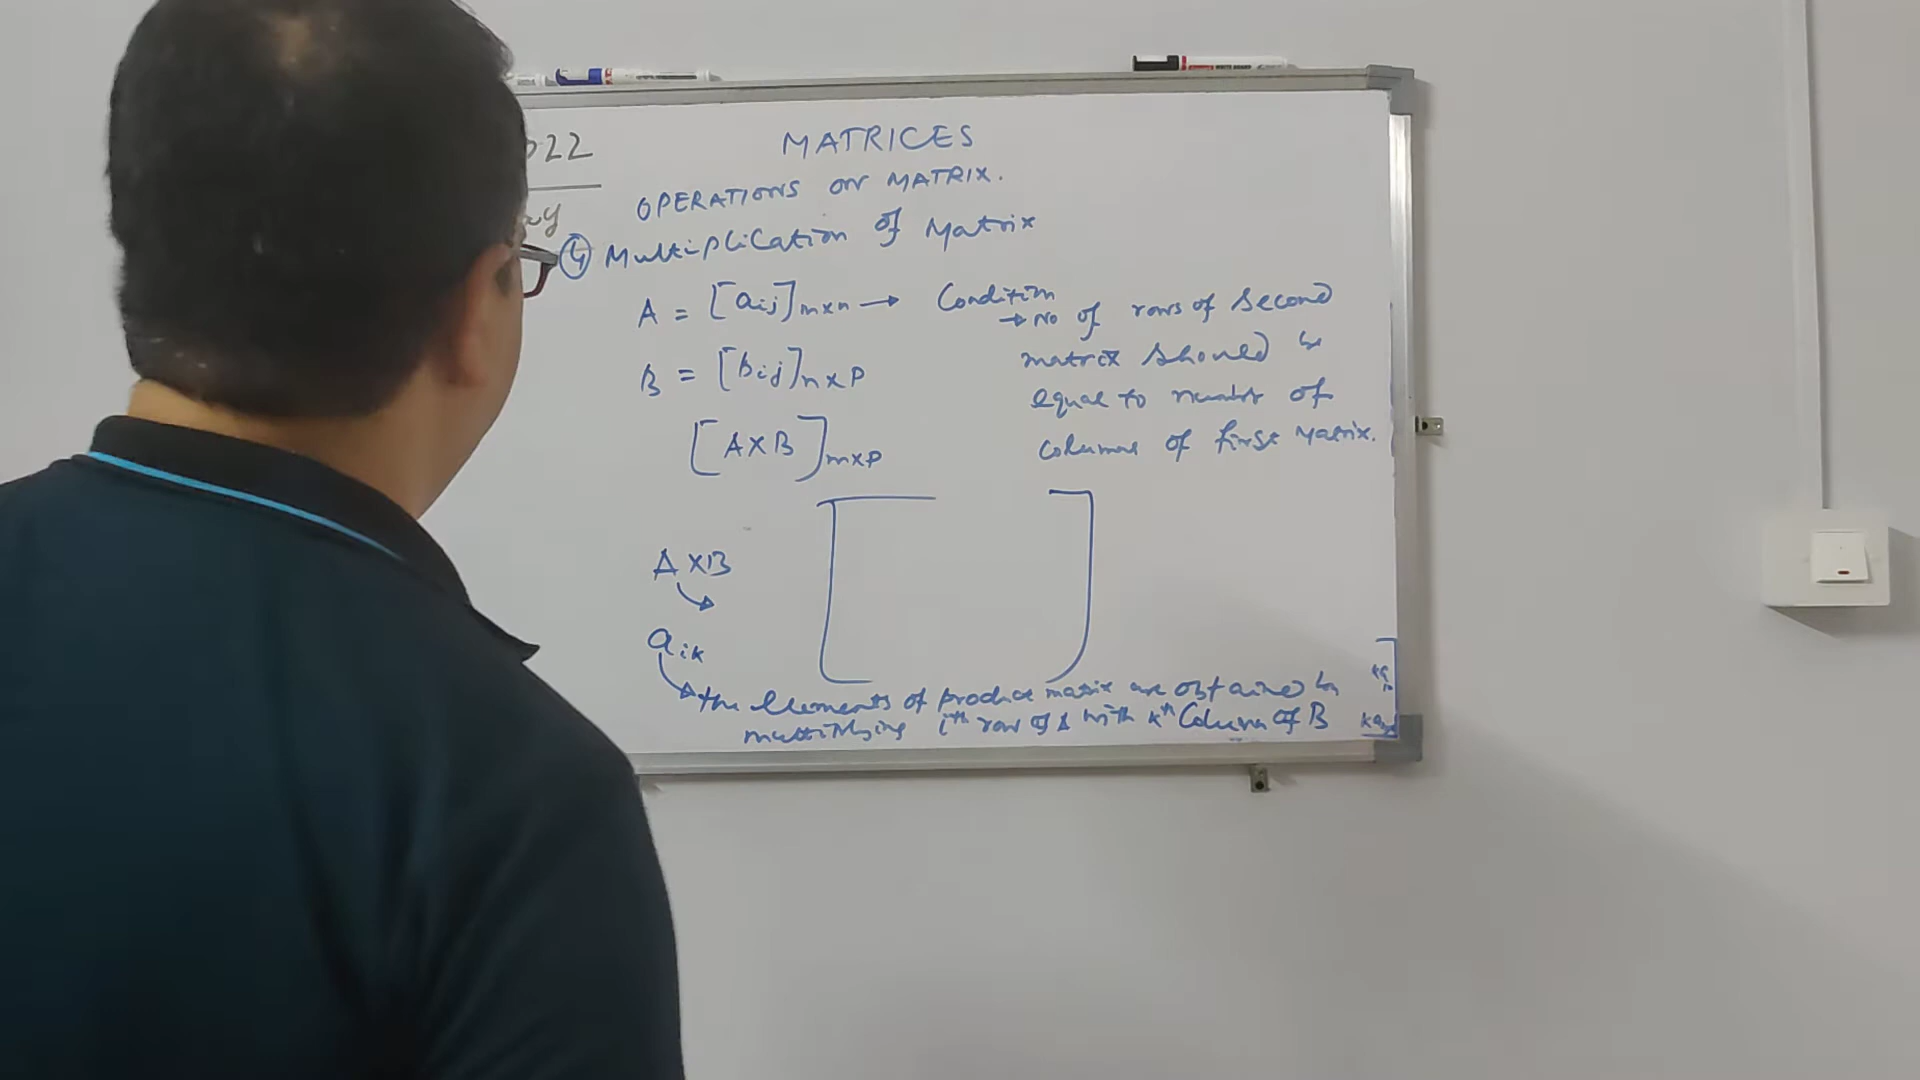 022
MATRICES
OPERATIONS ON MATRIX.
ay
④ Multiplication of Matrix
A = [aij]m×n → Condition
→ No of rows of second
matrix should be
equal to number of
columns of first Matrix.
B = [bij]n×p
[A×B]m×p
A×B
aik
the elements of product matrix are obtained by
multiplying ith row of A with kth Column of B